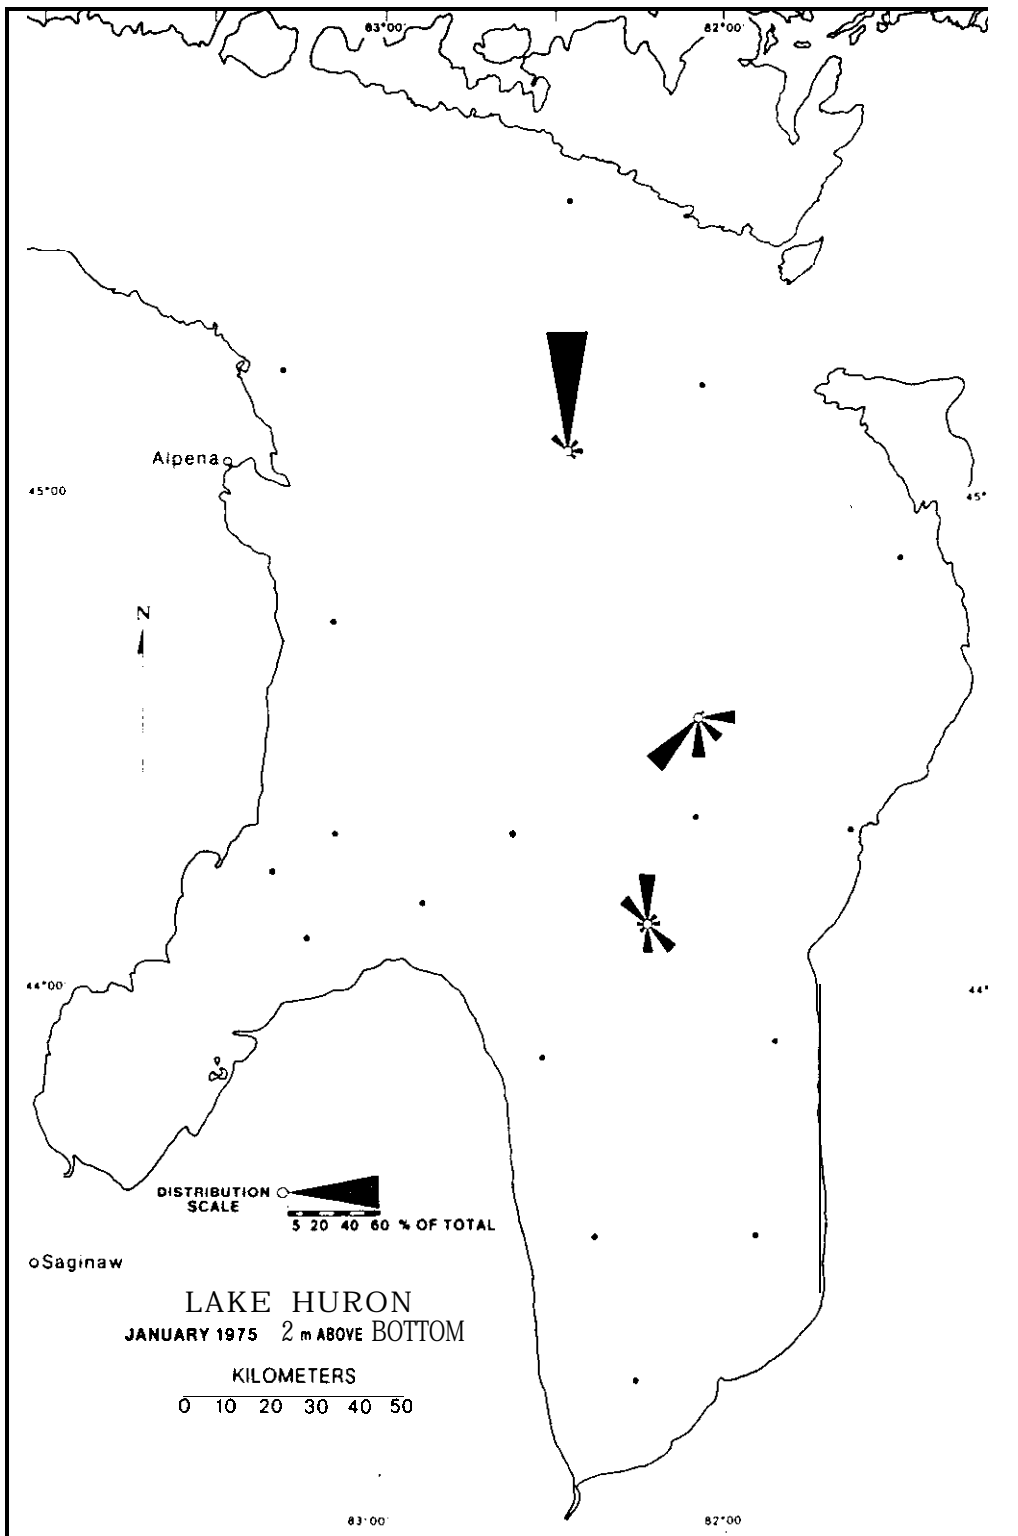 83°00' 82°00'
Alpena
45°00 45°
N
44°00' 44°
DISTRIBUTION
SCALE
5 20 40 60 % OF TOTAL
Saginaw
LAKE HURON
JANUARY 1975 2 m ABOVE BOTTOM
KILOMETERS
0 10 20 30 40 50
83°00' 82°00